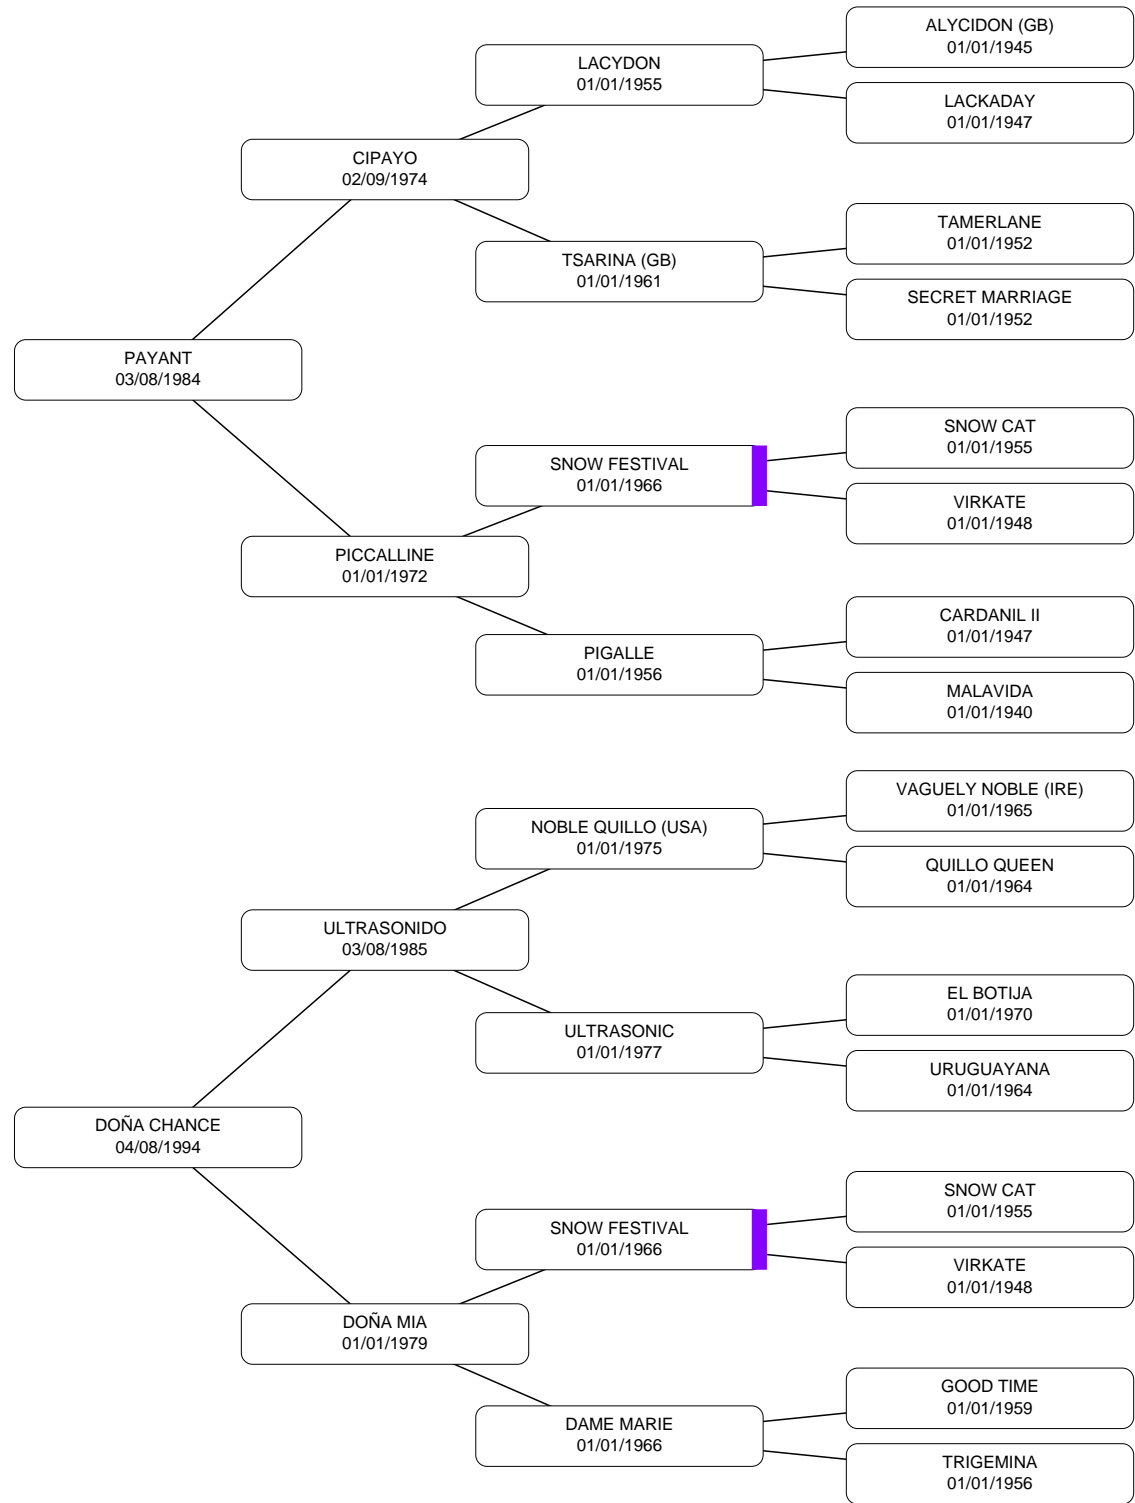 ALYCIDON (GB)
01/01/1945
LACYDON
01/01/1955
LACKADAY
01/01/1947
CIPAYO
02/09/1974
TAMERLANE
01/01/1952
TSARINA (GB)
01/01/1961
SECRET MARRIAGE
01/01/1952
PAYANT
03/08/1984
SNOW CAT
01/01/1955
SNOW FESTIVAL
01/01/1966
VIRKATE
01/01/1948
PICCALLINE
01/01/1972
CARDANIL II
01/01/1947
PIGALLE
01/01/1956
MALAVIDA
01/01/1940
VAGUELY NOBLE (IRE)
01/01/1965
NOBLE QUILLO (USA)
01/01/1975
QUILLO QUEEN
01/01/1964
ULTRASONIDO
03/08/1985
EL BOTIJA
01/01/1970
ULTRASONIC
01/01/1977
URUGUAYANA
01/01/1964
DOÑA CHANCE
04/08/1994
SNOW CAT
01/01/1955
SNOW FESTIVAL
01/01/1966
VIRKATE
01/01/1948
DOÑA MIA
01/01/1979
GOOD TIME
01/01/1959
DAME MARIE
01/01/1966
TRIGEMINA
01/01/1956